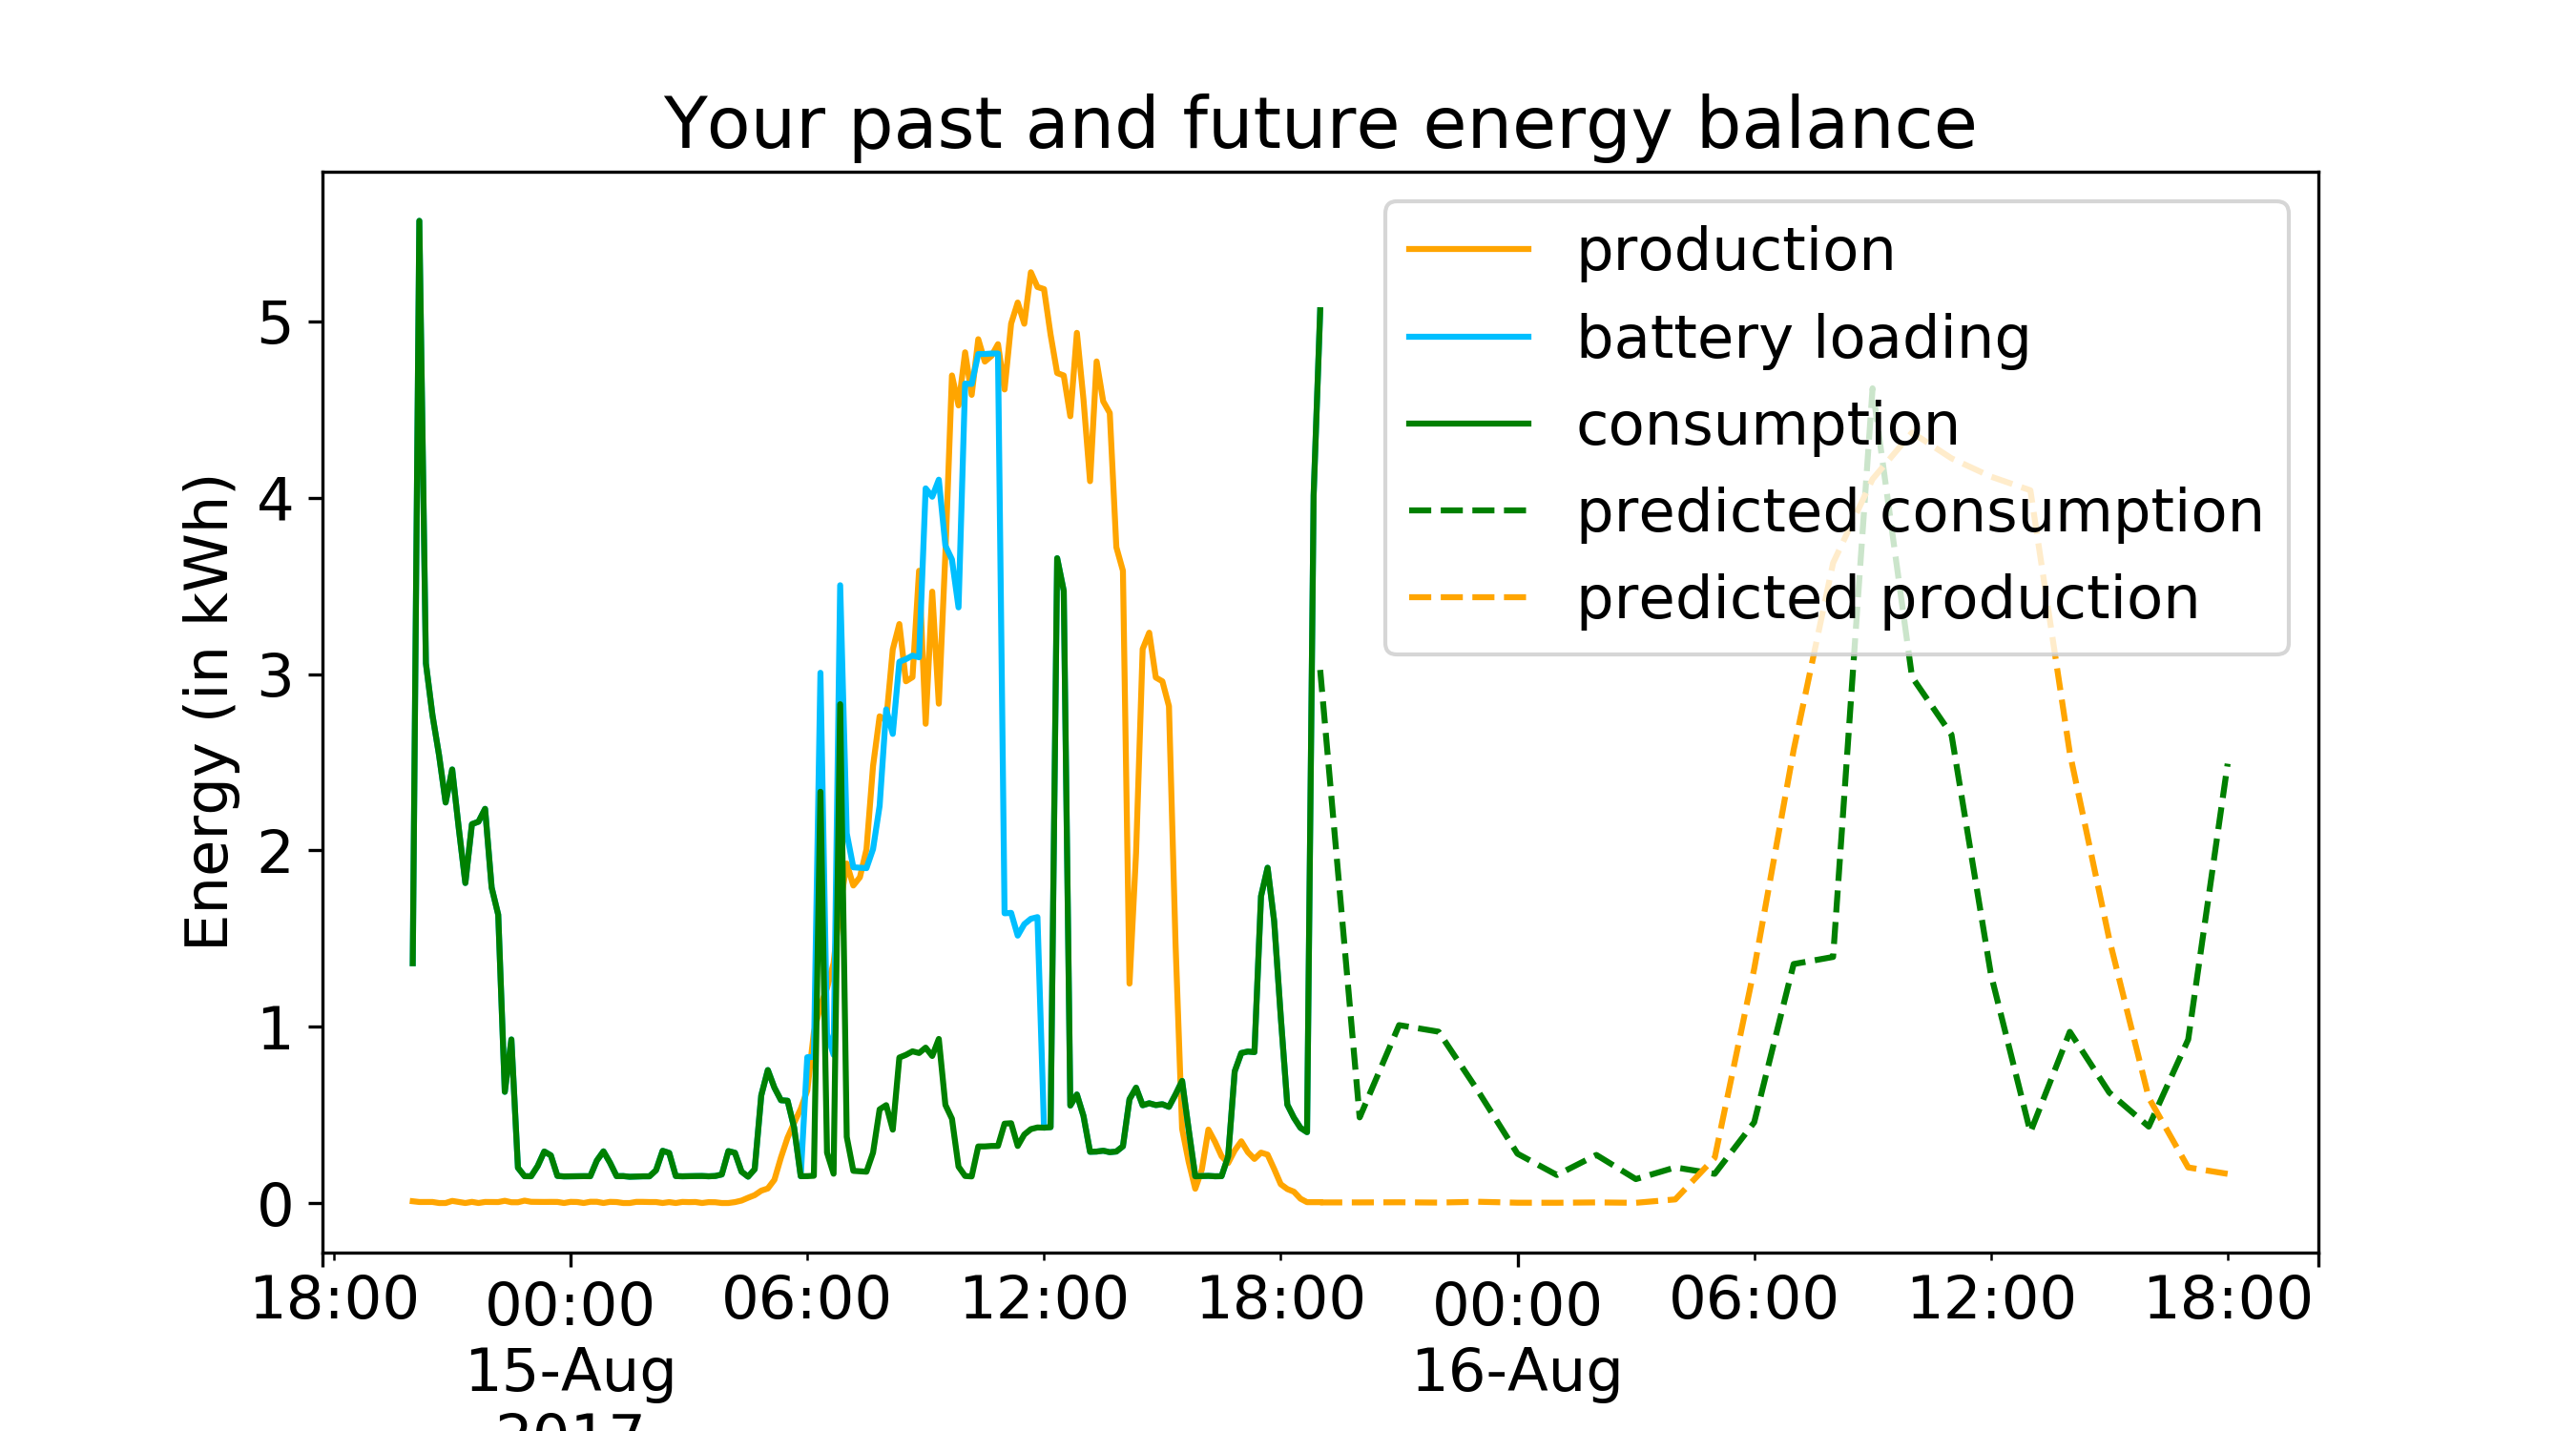 Your past and future energy balance
Energy (in kWh)
5
4
3
2
1
0
production
battery loading
consumption
predicted consumption
predicted production
18:00 00:00 06:00 12:00 18:00 00:00 06:00 12:00 18:00
15-Aug 16-Aug
2017